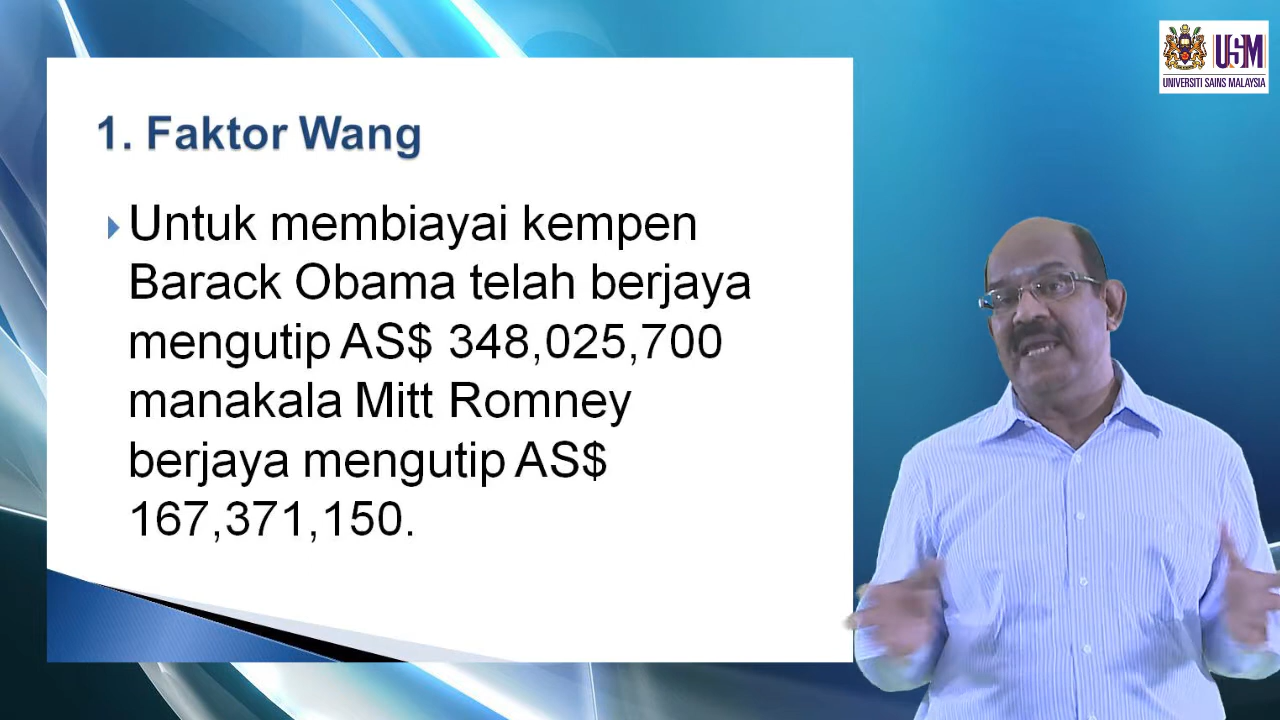 1. Faktor Wang
Untuk membiayai kempen
Barack Obama telah berjaya
mengutip AS$ 348,025,700
manakala Mitt Romney
berjaya mengutip AS$
167,371,150.
USM
UNIVERSITI SAINS MALAYSIA